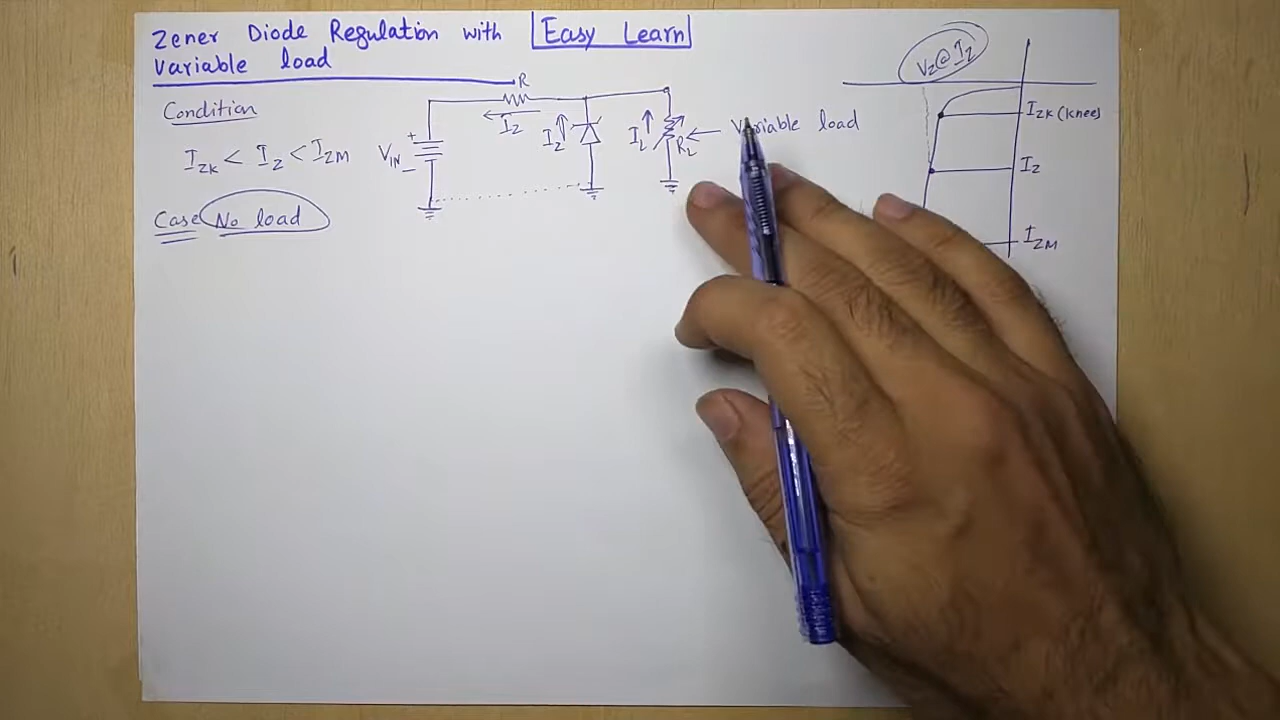 Zener Diode Regulation with Easy Learn
Variable load
Condition
IZK < IZ < IZM
Case No load
R
IZ
+
VIN
-
IZ
IL
RL
Variable load
VZ@IZ
IZK (knee)
IZ
IZM